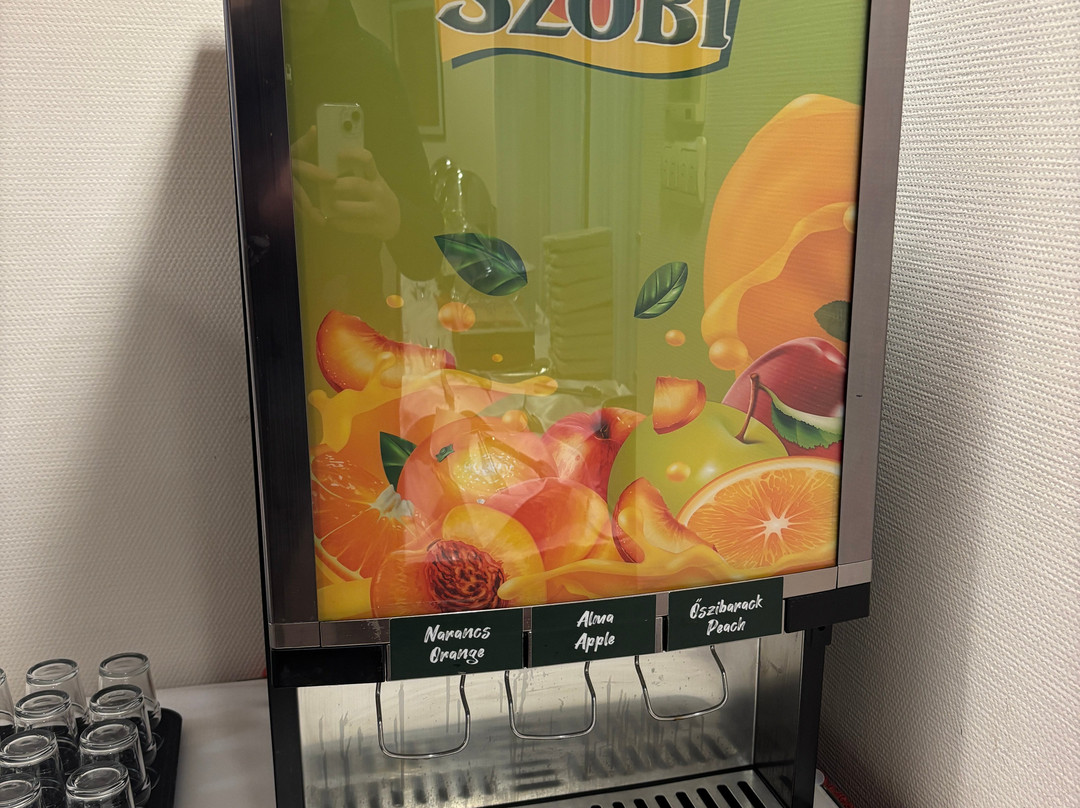 SZOBI
Narancs
Orange
Alma
Apple
Őszibarack
Peach